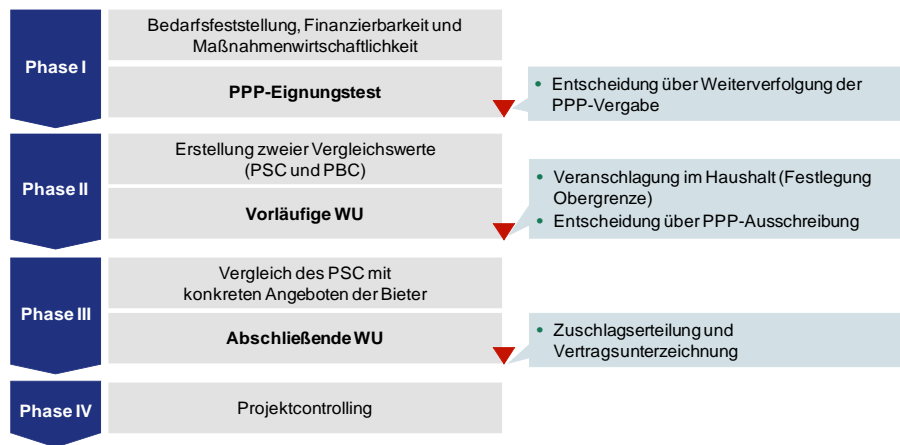 Phase I
Bedarfsfeststellung, Finanzierbarkeit und
Maßnahmenwirtschaftlichkeit
PPP-Eignungstest
• Entscheidung über Weiterverfolgung der
PPP-Vergabe
Phase II
Erstellung zweier Vergleichswerte
(PSC und PBC)
Vorläufige WU
• Veranschlagung im Haushalt (Festlegung
Obergrenze)
• Entscheidung über PPP-Ausschreibung
Phase III
Vergleich des PSC mit
konkreten Angeboten der Bieter
Abschließende WU
• Zuschlagserteilung und
Vertragsunterzeichnung
Phase IV
Projektcontrolling